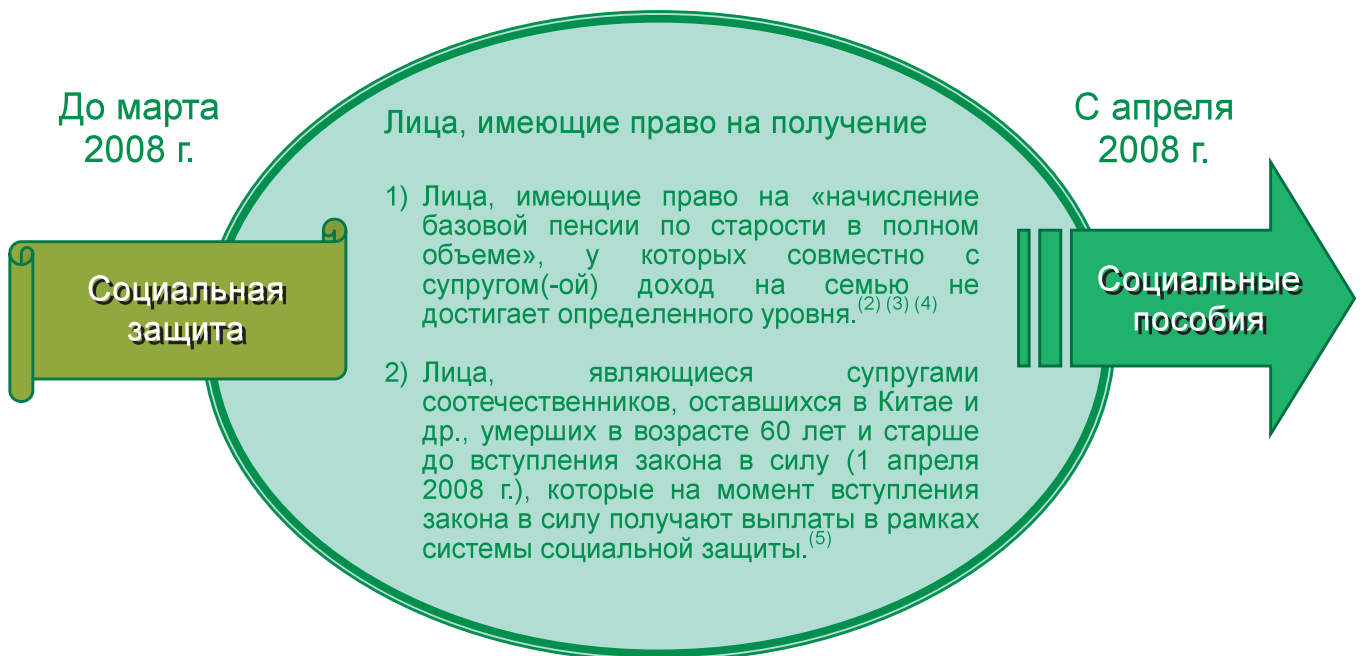 До марта
2008 г.
Социальная
защита
Лица, имеющие право на получение
1) Лица, имеющие право на «начисление
базовой пенсии по старости в полном
объеме», у которых совместно с
супругом(-ой) доход на семью не
достигает определенного уровня.(2) (3) (4)
2) Лица, являющиеся супругами
соотечественников, оставшихся в Китае и
др., умерших в возрасте 60 лет и старше
до вступления закона в силу (1 апреля
2008 г.), которые на момент вступления
закона в силу получают выплаты в рамках
системы социальной защиты.(5)
С апреля
2008 г.
Социальные
пособия